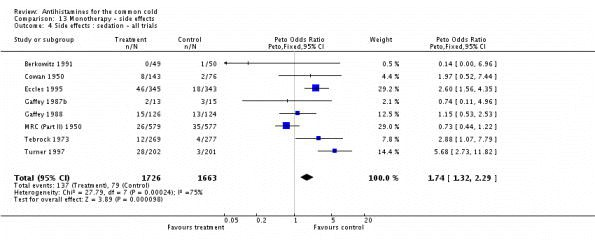 Review: Antihistamines for the common cold
Comparison: 13 Monotherapy - side effects
Outcome: 4 Side effects : sedation - all trials
Study or subgroup Treatment Control Peto Odds Ratio Weight Peto Odds Ratio
n/N n/N Peto,Fixed,95% CI Peto,Fixed,95% CI
Berkowitz 1991 0/49 1/50 0.5 % 0.14 [ 0.00, 6.96 ]
Cowan 1950 8/143 2/76 4.4 % 1.97 [ 0.52, 7.44 ]
Eccles 1995 46/345 18/343 29.2 % 2.60 [ 1.56, 4.35 ]
Gaffey 1987b 2/13 3/15 2.1 % 0.74 [ 0.11, 4.96 ]
Gaffey 1988 15/126 13/124 12.5 % 1.15 [ 0.53, 2.53 ]
MRC (Part II) 1950 26/579 35/577 29.0 % 0.73 [ 0.44, 1.22 ]
Tebrock 1973 12/269 4/277 7.8 % 2.88 [ 1.07, 7.79 ]
Turner 1997 28/202 3/201 14.4 % 5.68 [ 2.73, 11.82 ]
Total (95% CI) 1726 1663 100.0 % 1.74 [ 1.32, 2.29 ]
Total events: 137 (Treatment), 79 (Control)
Heterogeneity: Chi² = 27.79, df = 7 (P = 0.00024); I² =75%
Test for overall effect: Z = 3.89 (P = 0.000098)
0.05 0.2 1 5 20
Favours treatment Favours control